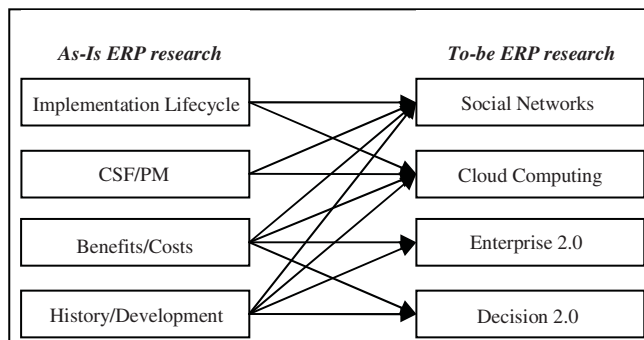 As-Is ERP research
To-be ERP research
Implementation Lifecycle
Social Networks
CSF/PM
Cloud Computing
Benefits/Costs
Enterprise 2.0
History/Development
Decision 2.0